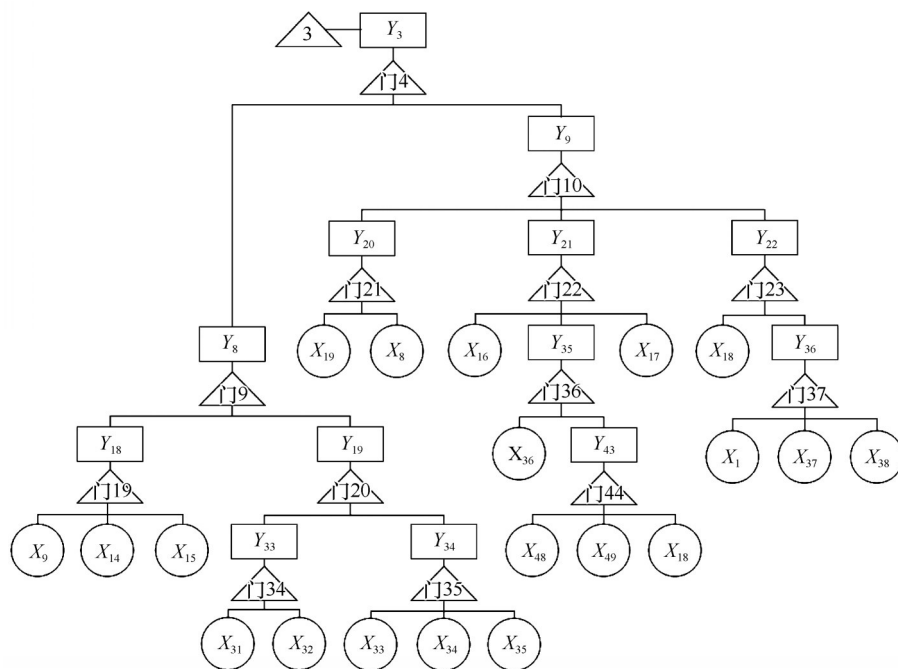 3 Y₃
门4
Y₉
门10
Y₂₀ Y₂₁ Y₂₂
门21 门22 门23
X₁₉ X₈ X₁₆ Y₃₅ X₁₇ X₁₈ Y₃₆
Y₈
门9 门36 门37
Y₁₈ Y₁₉ X₃₆ Y₄₃ X₁ X₃₇ X₃₈
门19 门20 门44
X₉ X₁₄ X₁₅ Y₃₃ Y₃₄ X₄₈ X₄₉ X₁₈
门34 门35
X₃₁ X₃₂ X₃₃ X₃₄ X₃₅